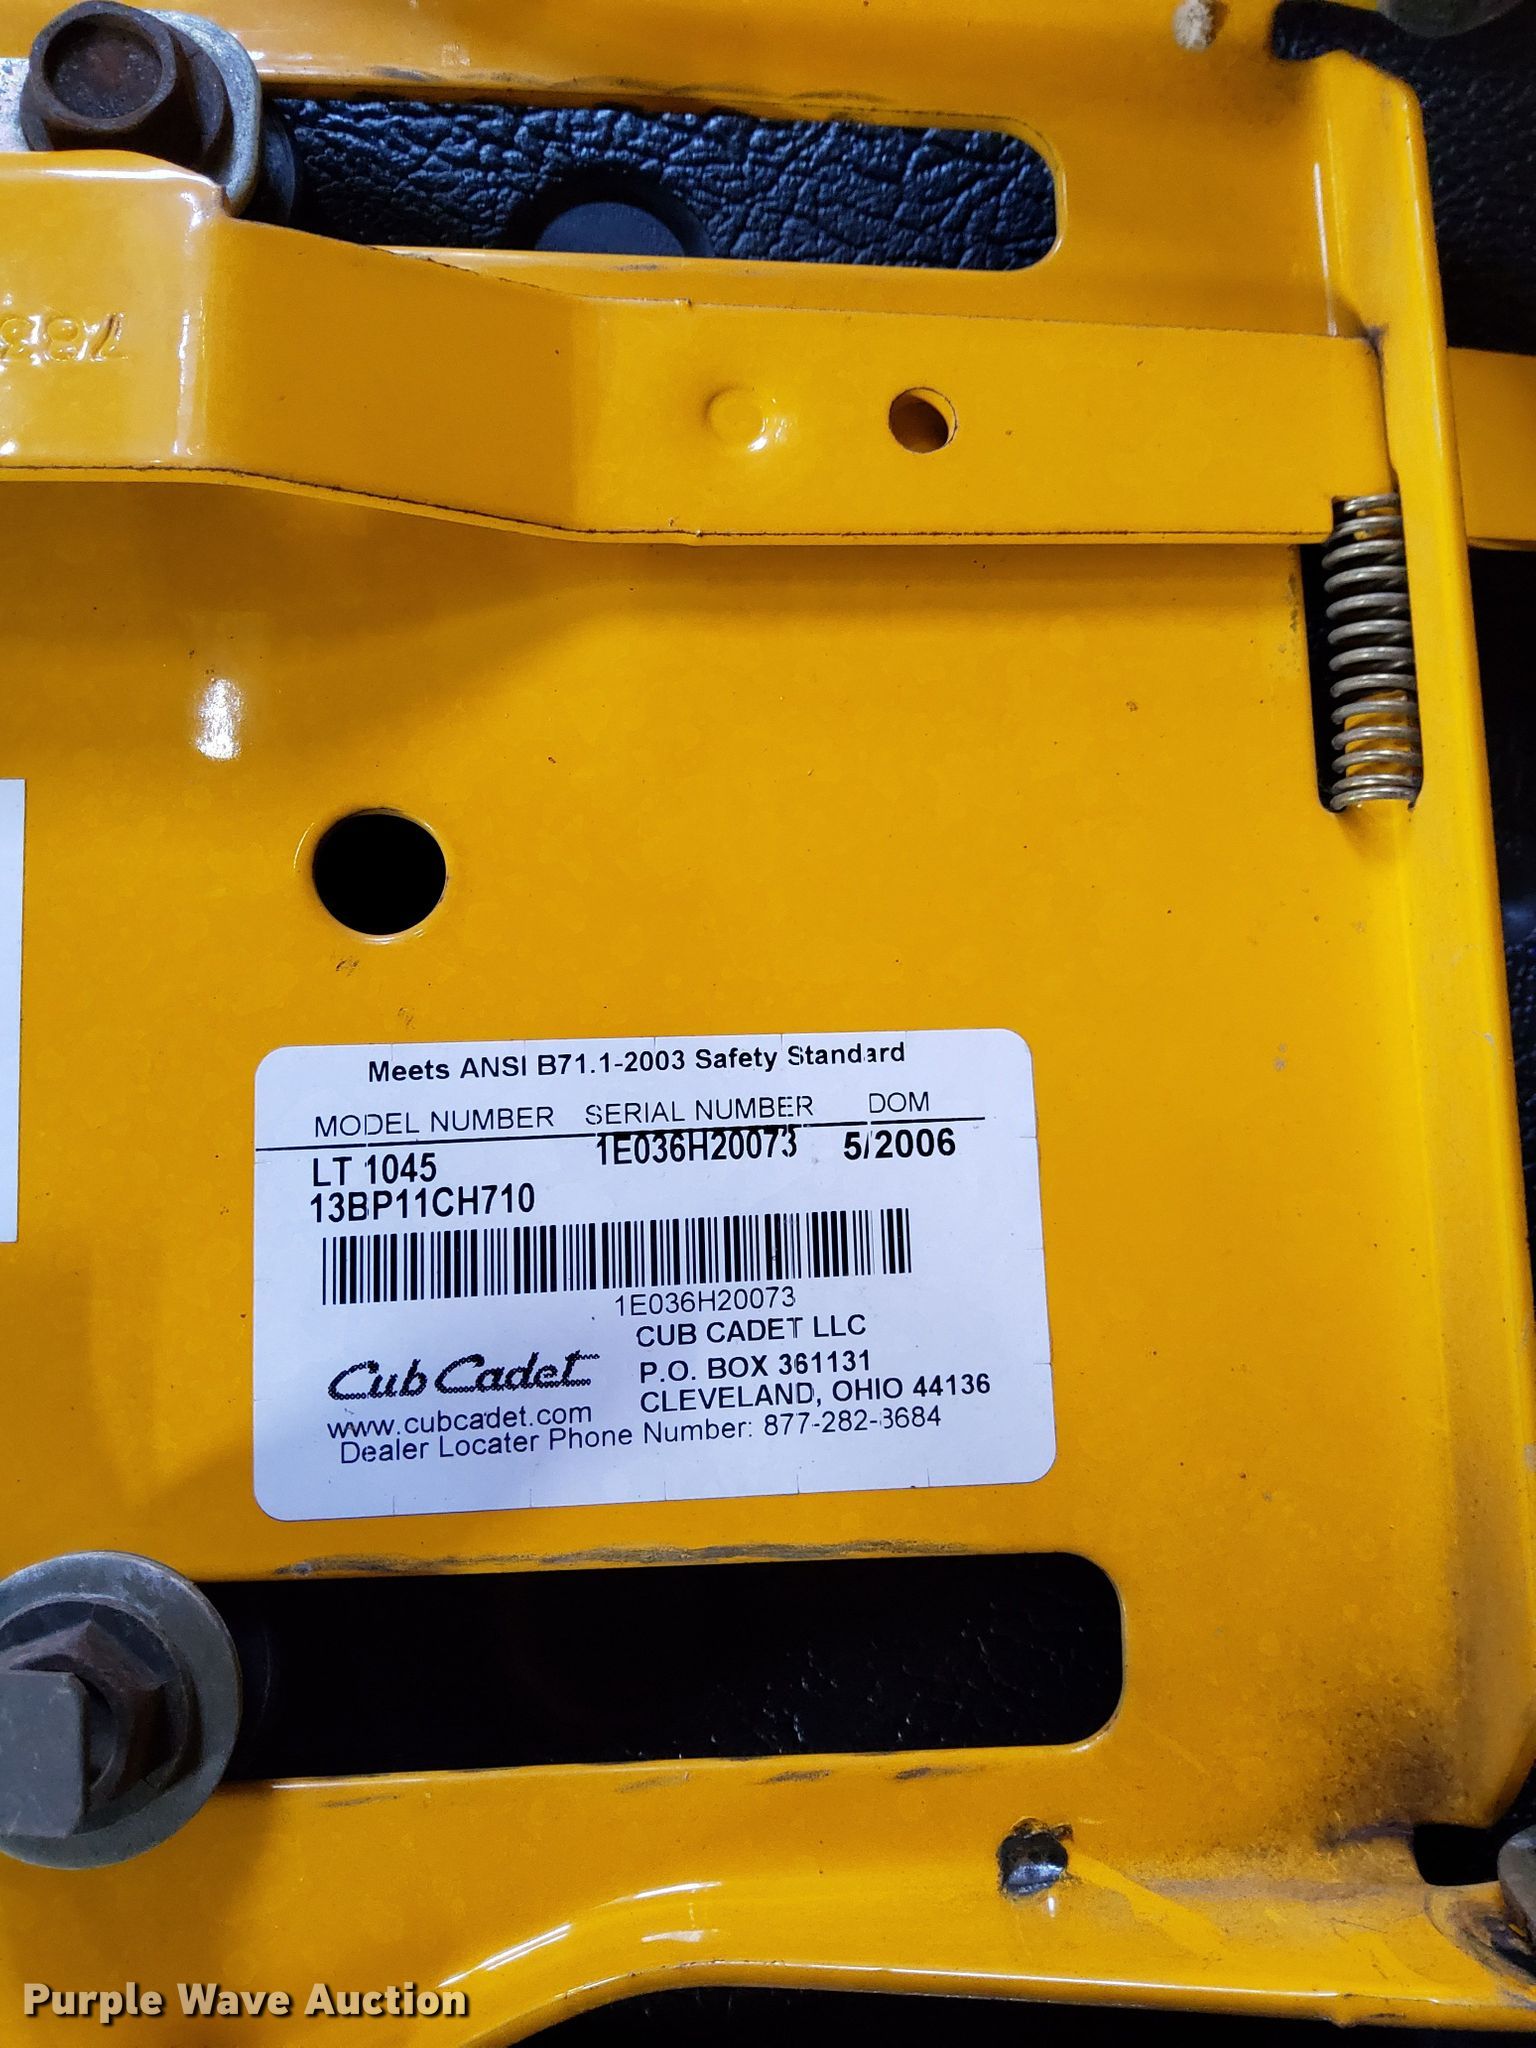 783
Meets ANSI B71.1-2003 Safety Standard
MODEL NUMBER SERIAL NUMBER DOM
LT 1045 1E036H20073 5/2006
13BP11CH710
1E036H20073
CUB CADET LLC
P.O. BOX 361131
CLEVELAND, OHIO 44136
Cub Cadet
www.cubcadet.com
Dealer Locater Phone Number: 877-282-8684
Purple Wave Auction